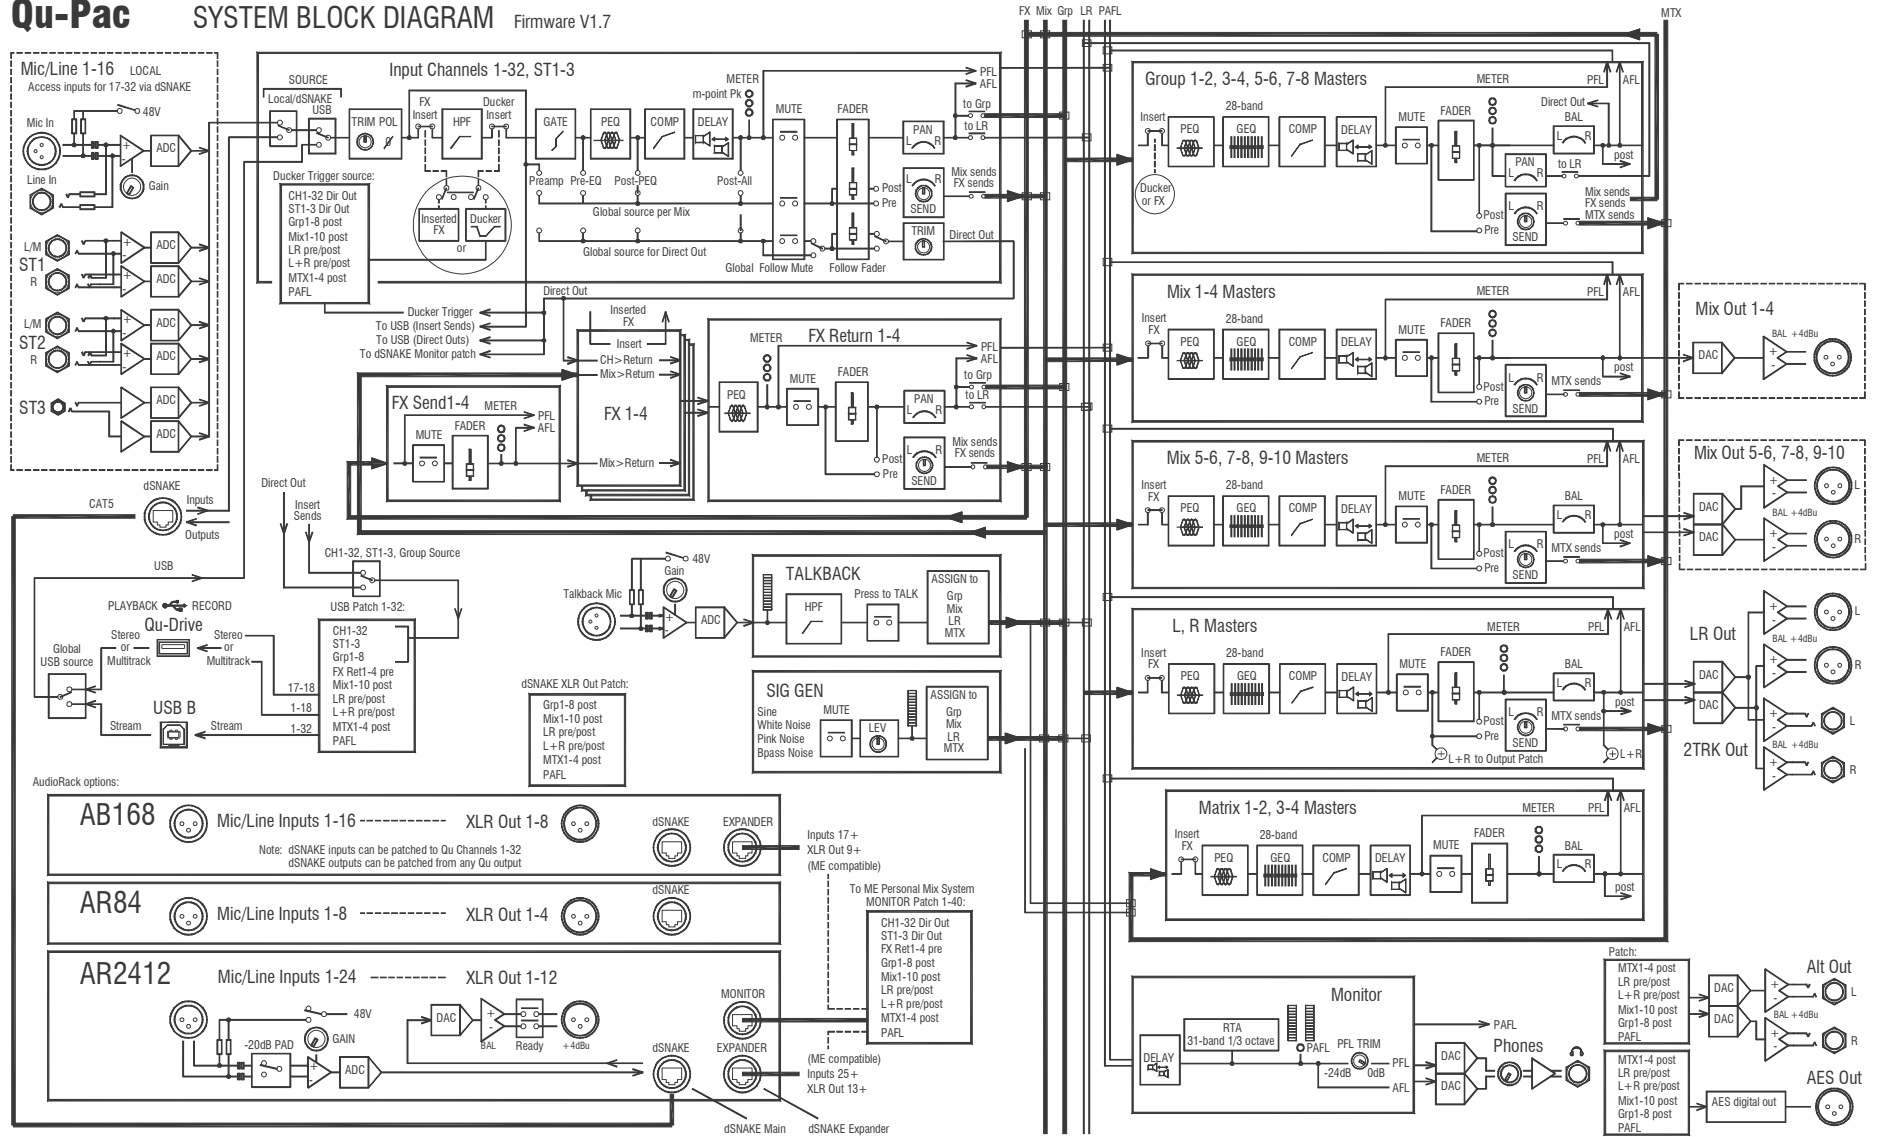 Qu-Pac SYSTEM BLOCK DIAGRAM Firmware V1.7
FX Mix Grp LR PAFL
MTX
Mic/Line 1-16 LOCAL
Access inputs for 17-32 via dSNAKE
48V
Mic In
ADC
Line In
Gain
L/M
ADC
ST1
R
ADC
L/M
ADC
ST2
R
ADC
ST3
ADC
ADC
dSNAKE
CAT5
Inputs
Outputs
Input Channels 1-32, ST1-3
SOURCE
Local/dSNAKE
USB
TRIM POL
FX
Insert
HPF
Ducker
Insert
GATE
PEQ
COMP
DELAY
METER
m-point Pk
MUTE
FADER
PFL
AFL
to Grp
to LR
PAN
L R
Preamp Pre-EQ Post-PEQ Post-All
Global source per Mix
Post
Pre
L R
SEND
Mix sends
FX sends
Global source for Direct Out
TRIM
Direct Out
Global Follow Mute Follow Fader
Inserted
FX
Ducker
or
Ducker Trigger source:
CH1-32 Dir Out
ST1-3 Dir Out
Grp1-8 post
Mix1-10 post
LR pre/post
L+R pre/post
MTX1-4 post
PAFL
Direct Out
Ducker Trigger
To USB (Insert Sends)
To USB (Direct Outs)
To dSNAKE Monitor patch
Inserted
FX
Insert
CH>Return
Mix>Return
FX 1-4
Mix>Return
FX Send1-4
METER
PFL
AFL
MUTE
FADER
FX Return 1-4
METER
PEQ
MUTE
FADER
PFL
AFL
to Grp
to LR
PAN
L R
Post
Pre
L R
SEND
Mix sends
FX sends
Direct Out
Insert
Sends
CH1-32, ST1-3, Group Source
USB
PLAYBACK RECORD
Qu-Drive
Stereo
or
Multitrack
Stereo
or
Multitrack
Global
USB source
USB B
Stream
Stream
17-18
1-18
1-32
USB Patch 1-32:
CH1-32
ST1-3
Grp1-8
FX Ret1-4 pre
Mix1-10 post
LR pre/post
L+R pre/post
MTX1-4 post
PAFL
dSNAKE XLR Out Patch:
Grp1-8 post
Mix1-10 post
LR pre/post
L+R pre/post
MTX1-4 post
PAFL
Talkback Mic
48V
Gain
ADC
TALKBACK
HPF
Press to TALK
ASSIGN to
Grp
Mix
LR
MTX
SIG GEN
Sine
White Noise
Pink Noise
Bpass Noise
MUTE
LEV
ASSIGN to
Grp
Mix
LR
MTX
AudioRack options:
AB168
Mic/Line Inputs 1-16
XLR Out 1-8
Note: dSNAKE inputs can be patched to Qu Channels 1-32
dSNAKE outputs can be patched from any Qu output
dSNAKE
EXPANDER
Inputs 17+
XLR Out 9+
(ME compatible)
AR84
Mic/Line Inputs 1-8
XLR Out 1-4
dSNAKE
To ME Personal Mix System
MONITOR Patch 1-40:
CH1-32 Dir Out
ST1-3 Dir Out
FX Ret1-4 pre
Grp1-8 post
Mix1-10 post
LR pre/post
L+R pre/post
MTX1-4 post
PAFL
AR2412
Mic/Line Inputs 1-24
XLR Out 1-12
48V
-20dB PAD
GAIN
ADC
DAC
BAL
Ready
+4dBu
MONITOR
dSNAKE
EXPANDER
(ME compatible)
Inputs 25+
XLR Out 13+
dSNAKE Main
dSNAKE Expander
Group 1-2, 3-4, 5-6, 7-8 Masters
METER
PFL
AFL
Insert
PEQ
28-band
GEQ
COMP
DELAY
MUTE
FADER
Direct Out
BAL
L R
post
PAN
L R
to LR
Ducker
or FX
Post
Pre
L R
SEND
Mix sends
FX sends
MTX sends
Mix 1-4 Masters
METER
PFL
AFL
Insert
FX
PEQ
28-band
GEQ
COMP
DELAY
MUTE
FADER
post
Post
Pre
L R
SEND
MTX sends
Mix Out 1-4
DAC
BAL +4dBu
Mix 5-6, 7-8, 9-10 Masters
METER
PFL
AFL
Insert
FX
PEQ
28-band
GEQ
COMP
DELAY
MUTE
FADER
BAL
L R
post
Post
Pre
L R
SEND
MTX sends
Mix Out 5-6, 7-8, 9-10
DAC
DAC
L
BAL +4dBu
R
L, R Masters
METER
PFL
AFL
Insert
FX
PEQ
28-band
GEQ
COMP
DELAY
MUTE
FADER
BAL
L R
post
Post
Pre
L R
SEND
MTX sends
L+R to Output Patch
L+R
LR Out
DAC
DAC
L
BAL +4dBu
R
2TRK Out
L
BAL +4dBu
R
Matrix 1-2, 3-4 Masters
METER
PFL
AFL
Insert
FX
PEQ
28-band
GEQ
COMP
DELAY
MUTE
FADER
BAL
L R
post
Monitor
DELAY
RTA
31-band 1/3 octave
PAFL
PFL TRIM
-24dB 0dB
PFL
AFL
PAFL
DAC
DAC
Phones
Patch:
MTX1-4 post
LR pre/post
L+R pre/post
Mix1-10 post
Grp1-8 post
PAFL
DAC
DAC
Alt Out
L
BAL +4dBu
R
MTX1-4 post
LR pre/post
L+R pre/post
Mix1-10 post
Grp1-8 post
PAFL
AES digital out
AES Out